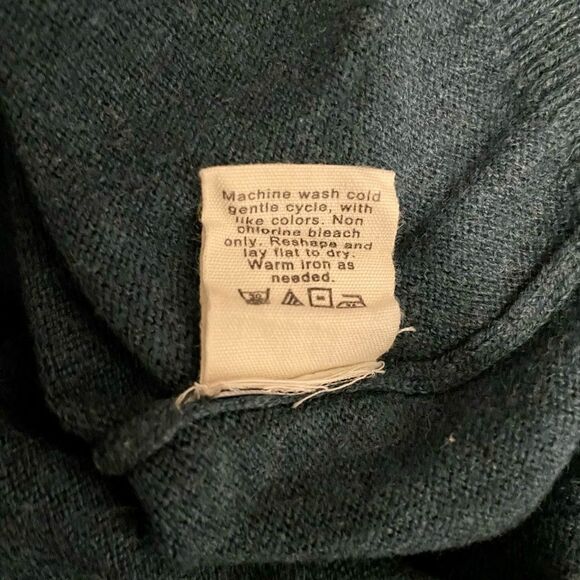 Machine wash cold
gentle cycle, with
like colors. Non
chlorine bleach
only. Reshape and
lay flat to dry.
Warm iron as
needed.
30